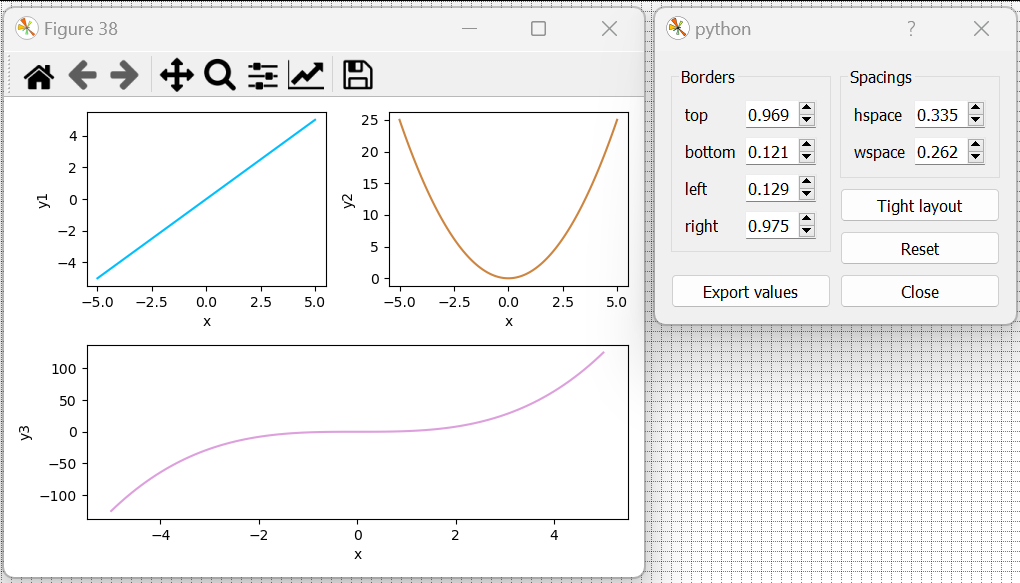 Figure 38
y1
4
2
0
−2
−4
−5.0 −2.5 0.0 2.5 5.0
x
y2
25
20
15
10
5
0
−5.0 −2.5 0.0 2.5 5.0
x
y3
100
50
0
−50
−100
−4 −2 0 2 4
x
python ?
Borders
top 0.969
bottom 0.121
left 0.129
right 0.975
Export values
Spacings
hspace 0.335
wspace 0.262
Tight layout
Reset
Close